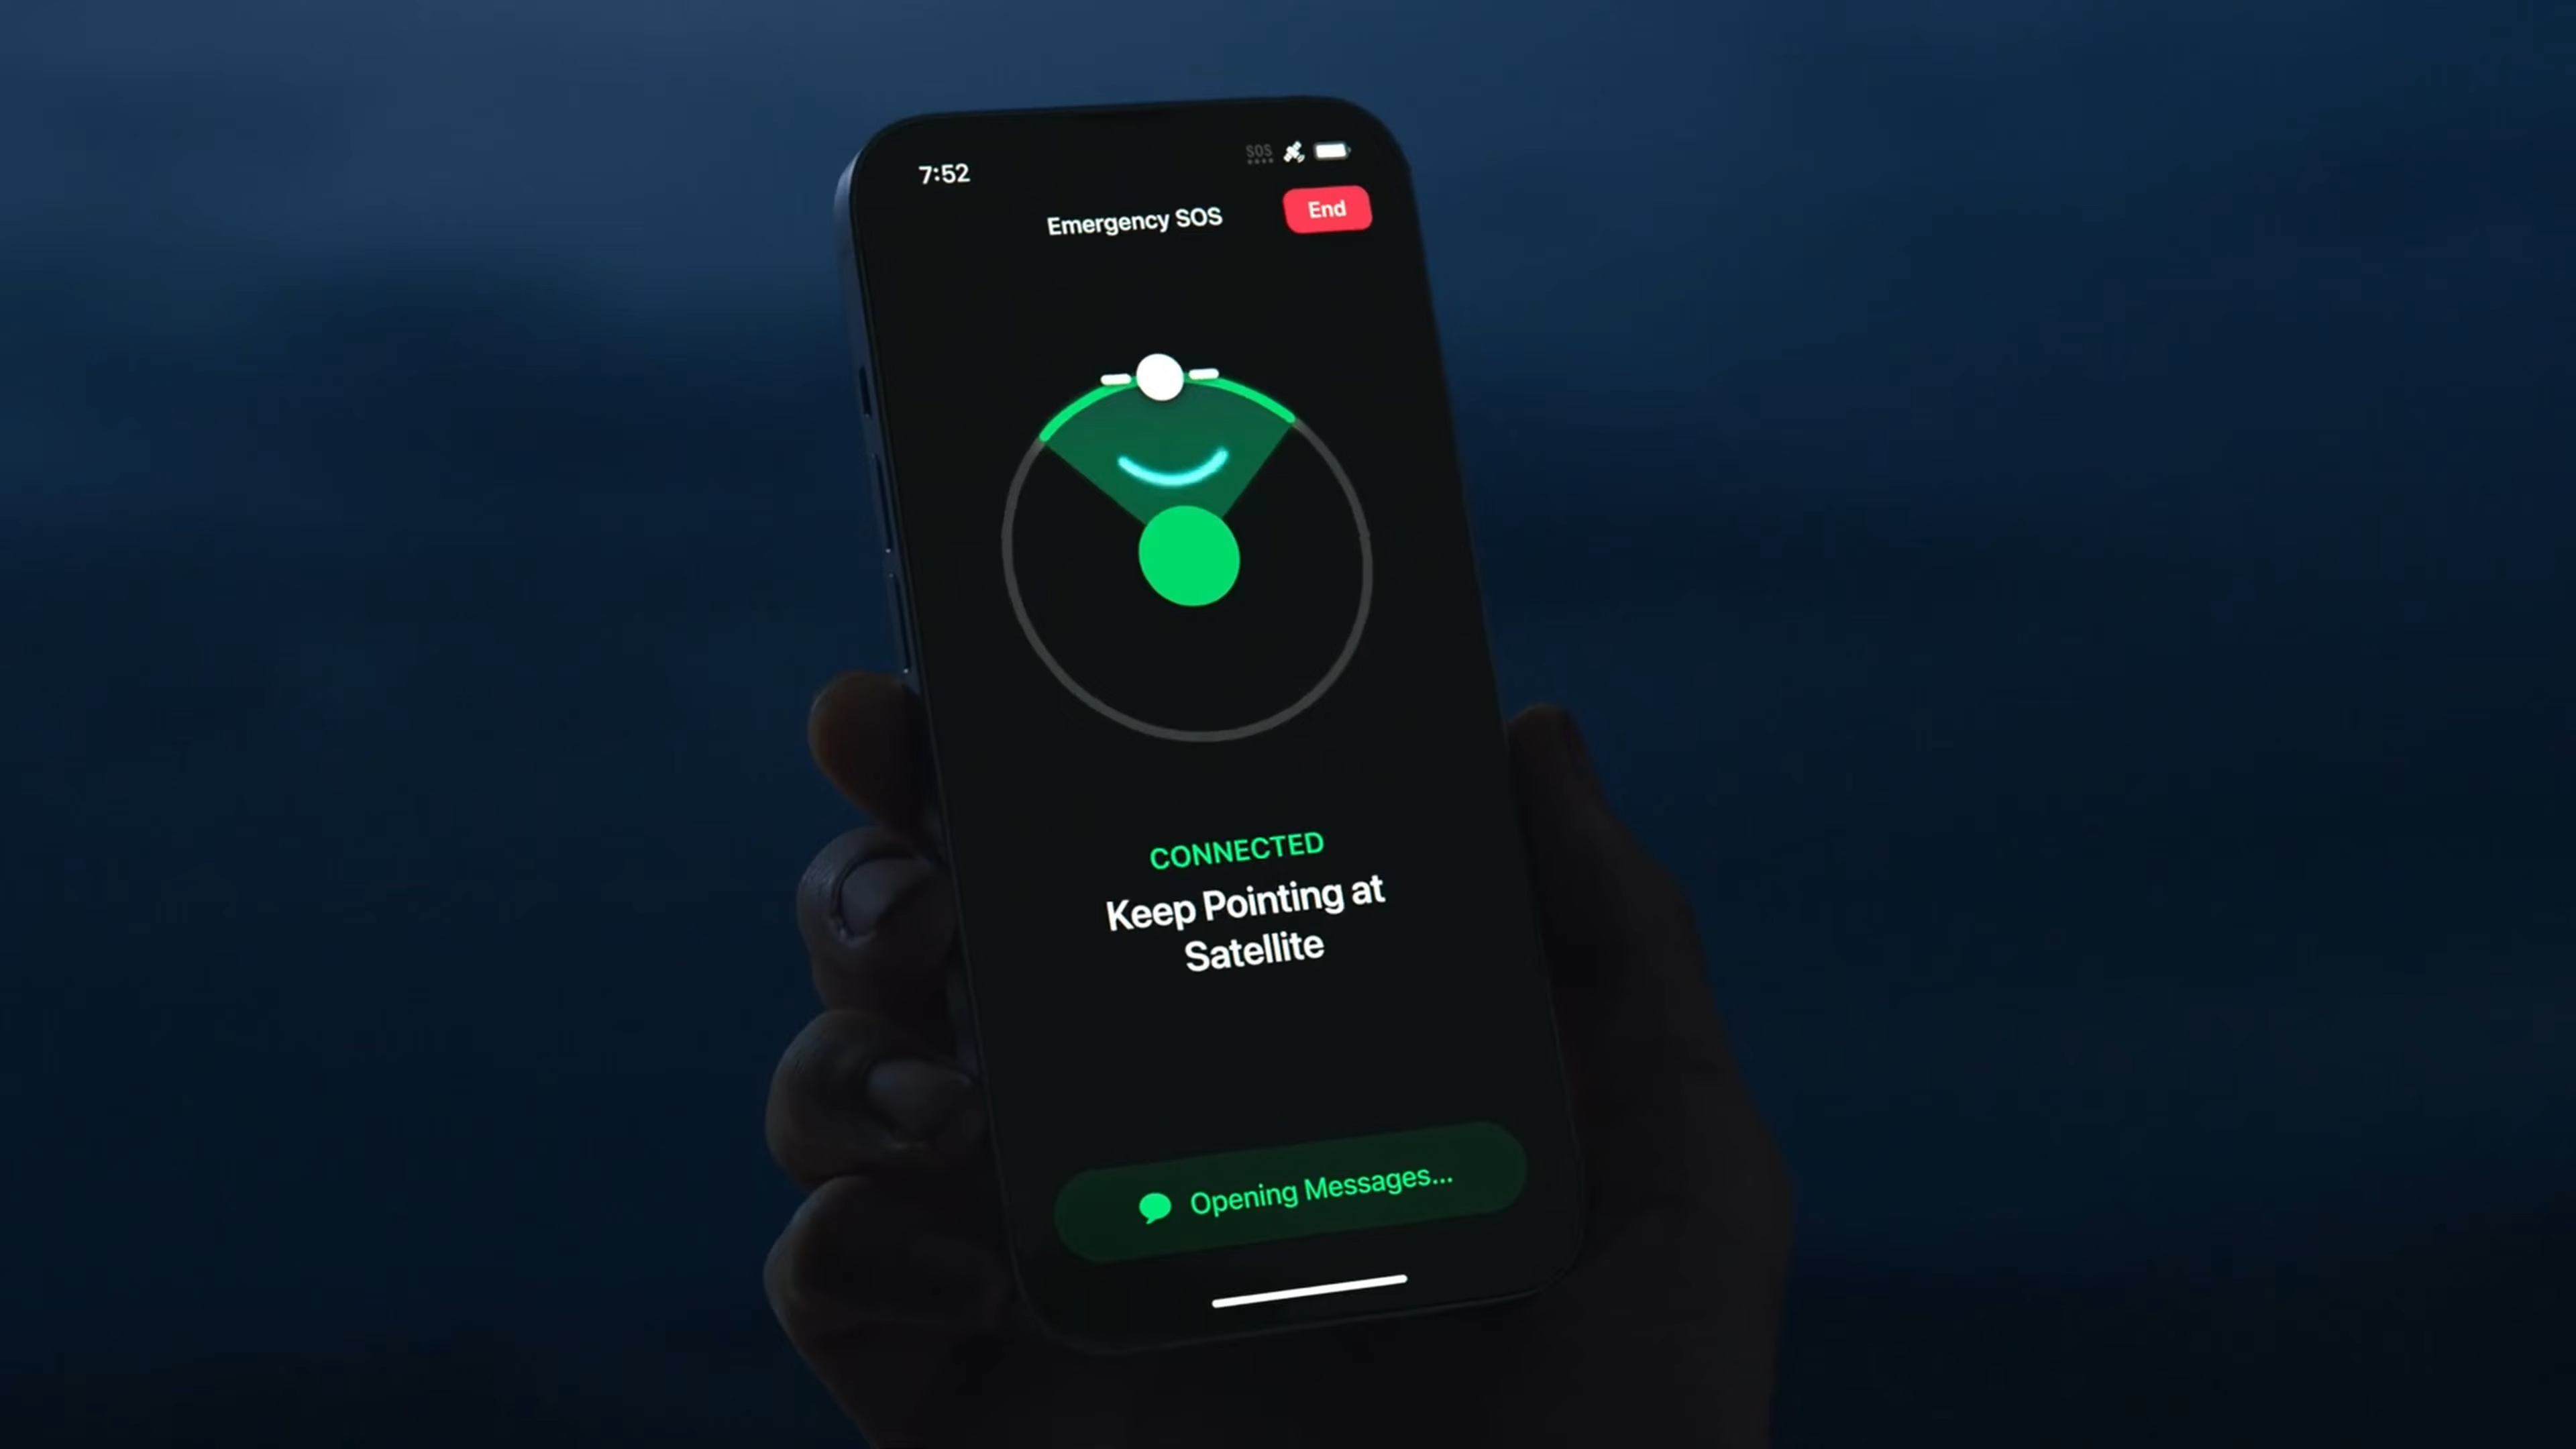 7:52
SOS
Emergency SOS
End
CONNECTED
Keep Pointing at
Satellite
Opening Messages...